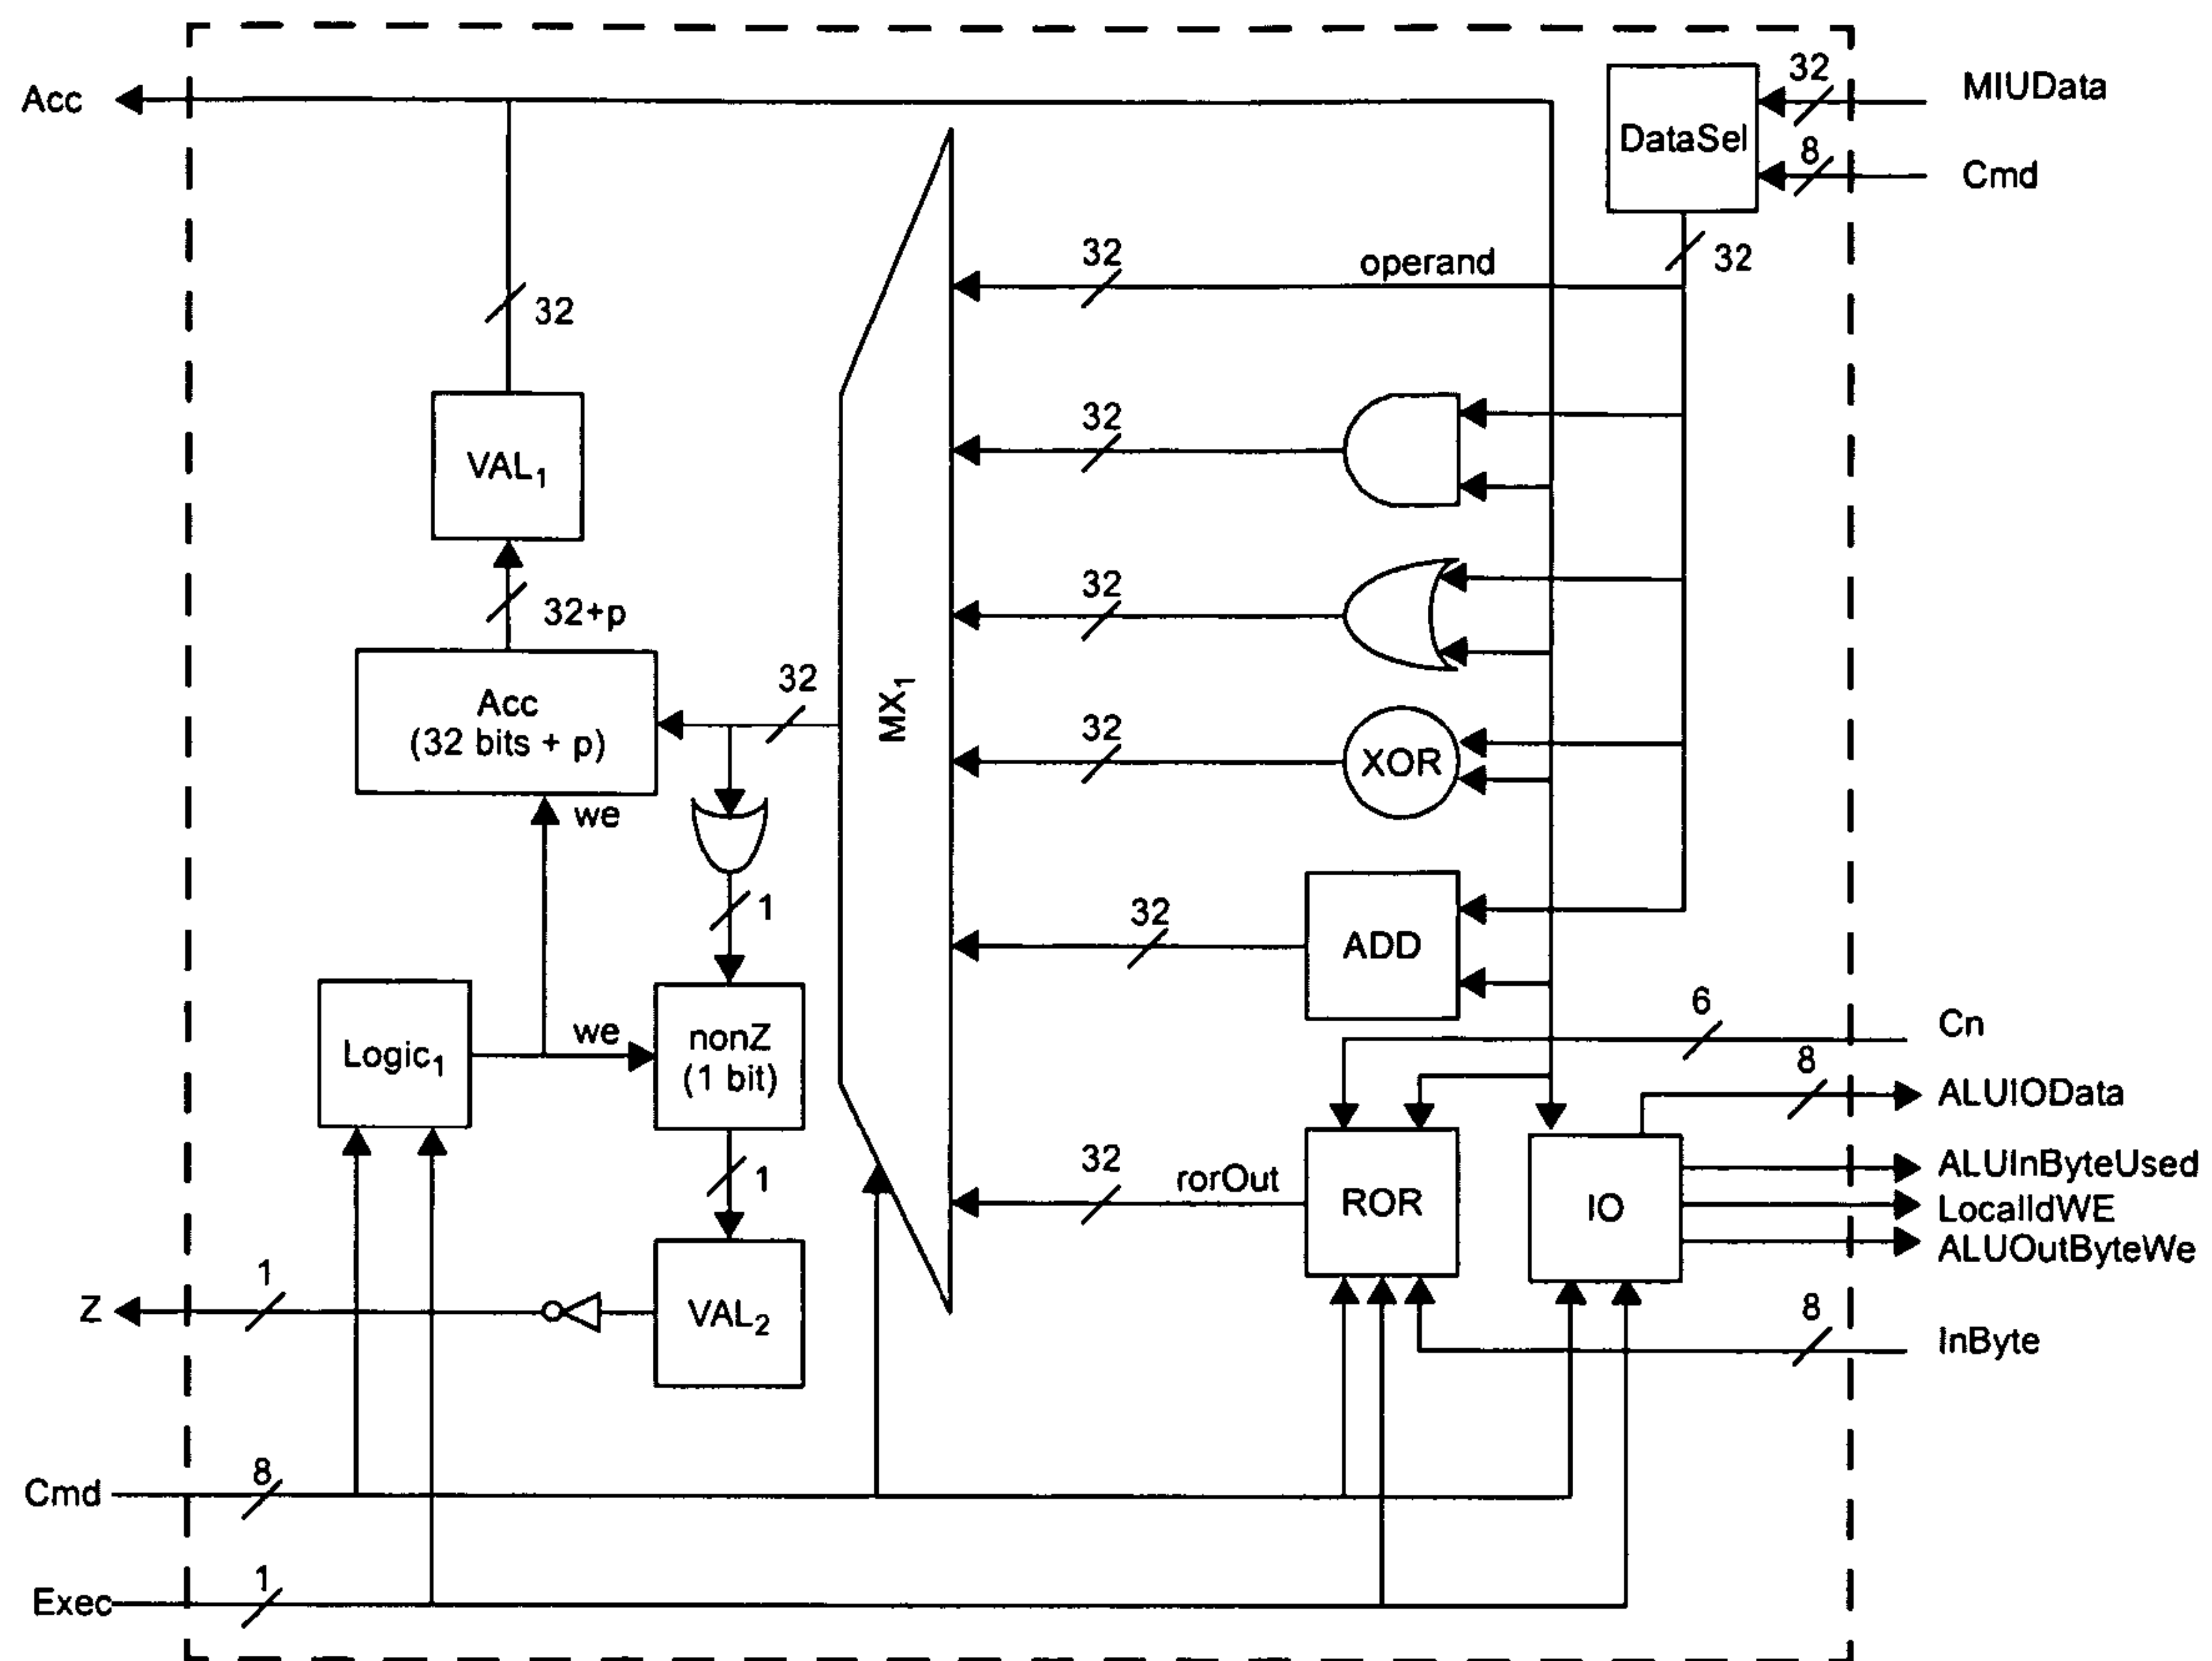 Acc
32
MIUData
DataSel
8
Cmd
32
operand
32
32
32
VAL1
32
32+p
32
Acc
(32 bits + p)
32
MX1
32
XOR
we
1
32
ADD
Logic1
we
nonZ
(1 bit)
6
Cn
8
ALUIOData
32
rorOut
ROR
IO
ALUInByteUsed
LocalIdWE
ALUOutByteWe
1
1
Z
VAL2
8
InByte
Cmd
8
Exec
1